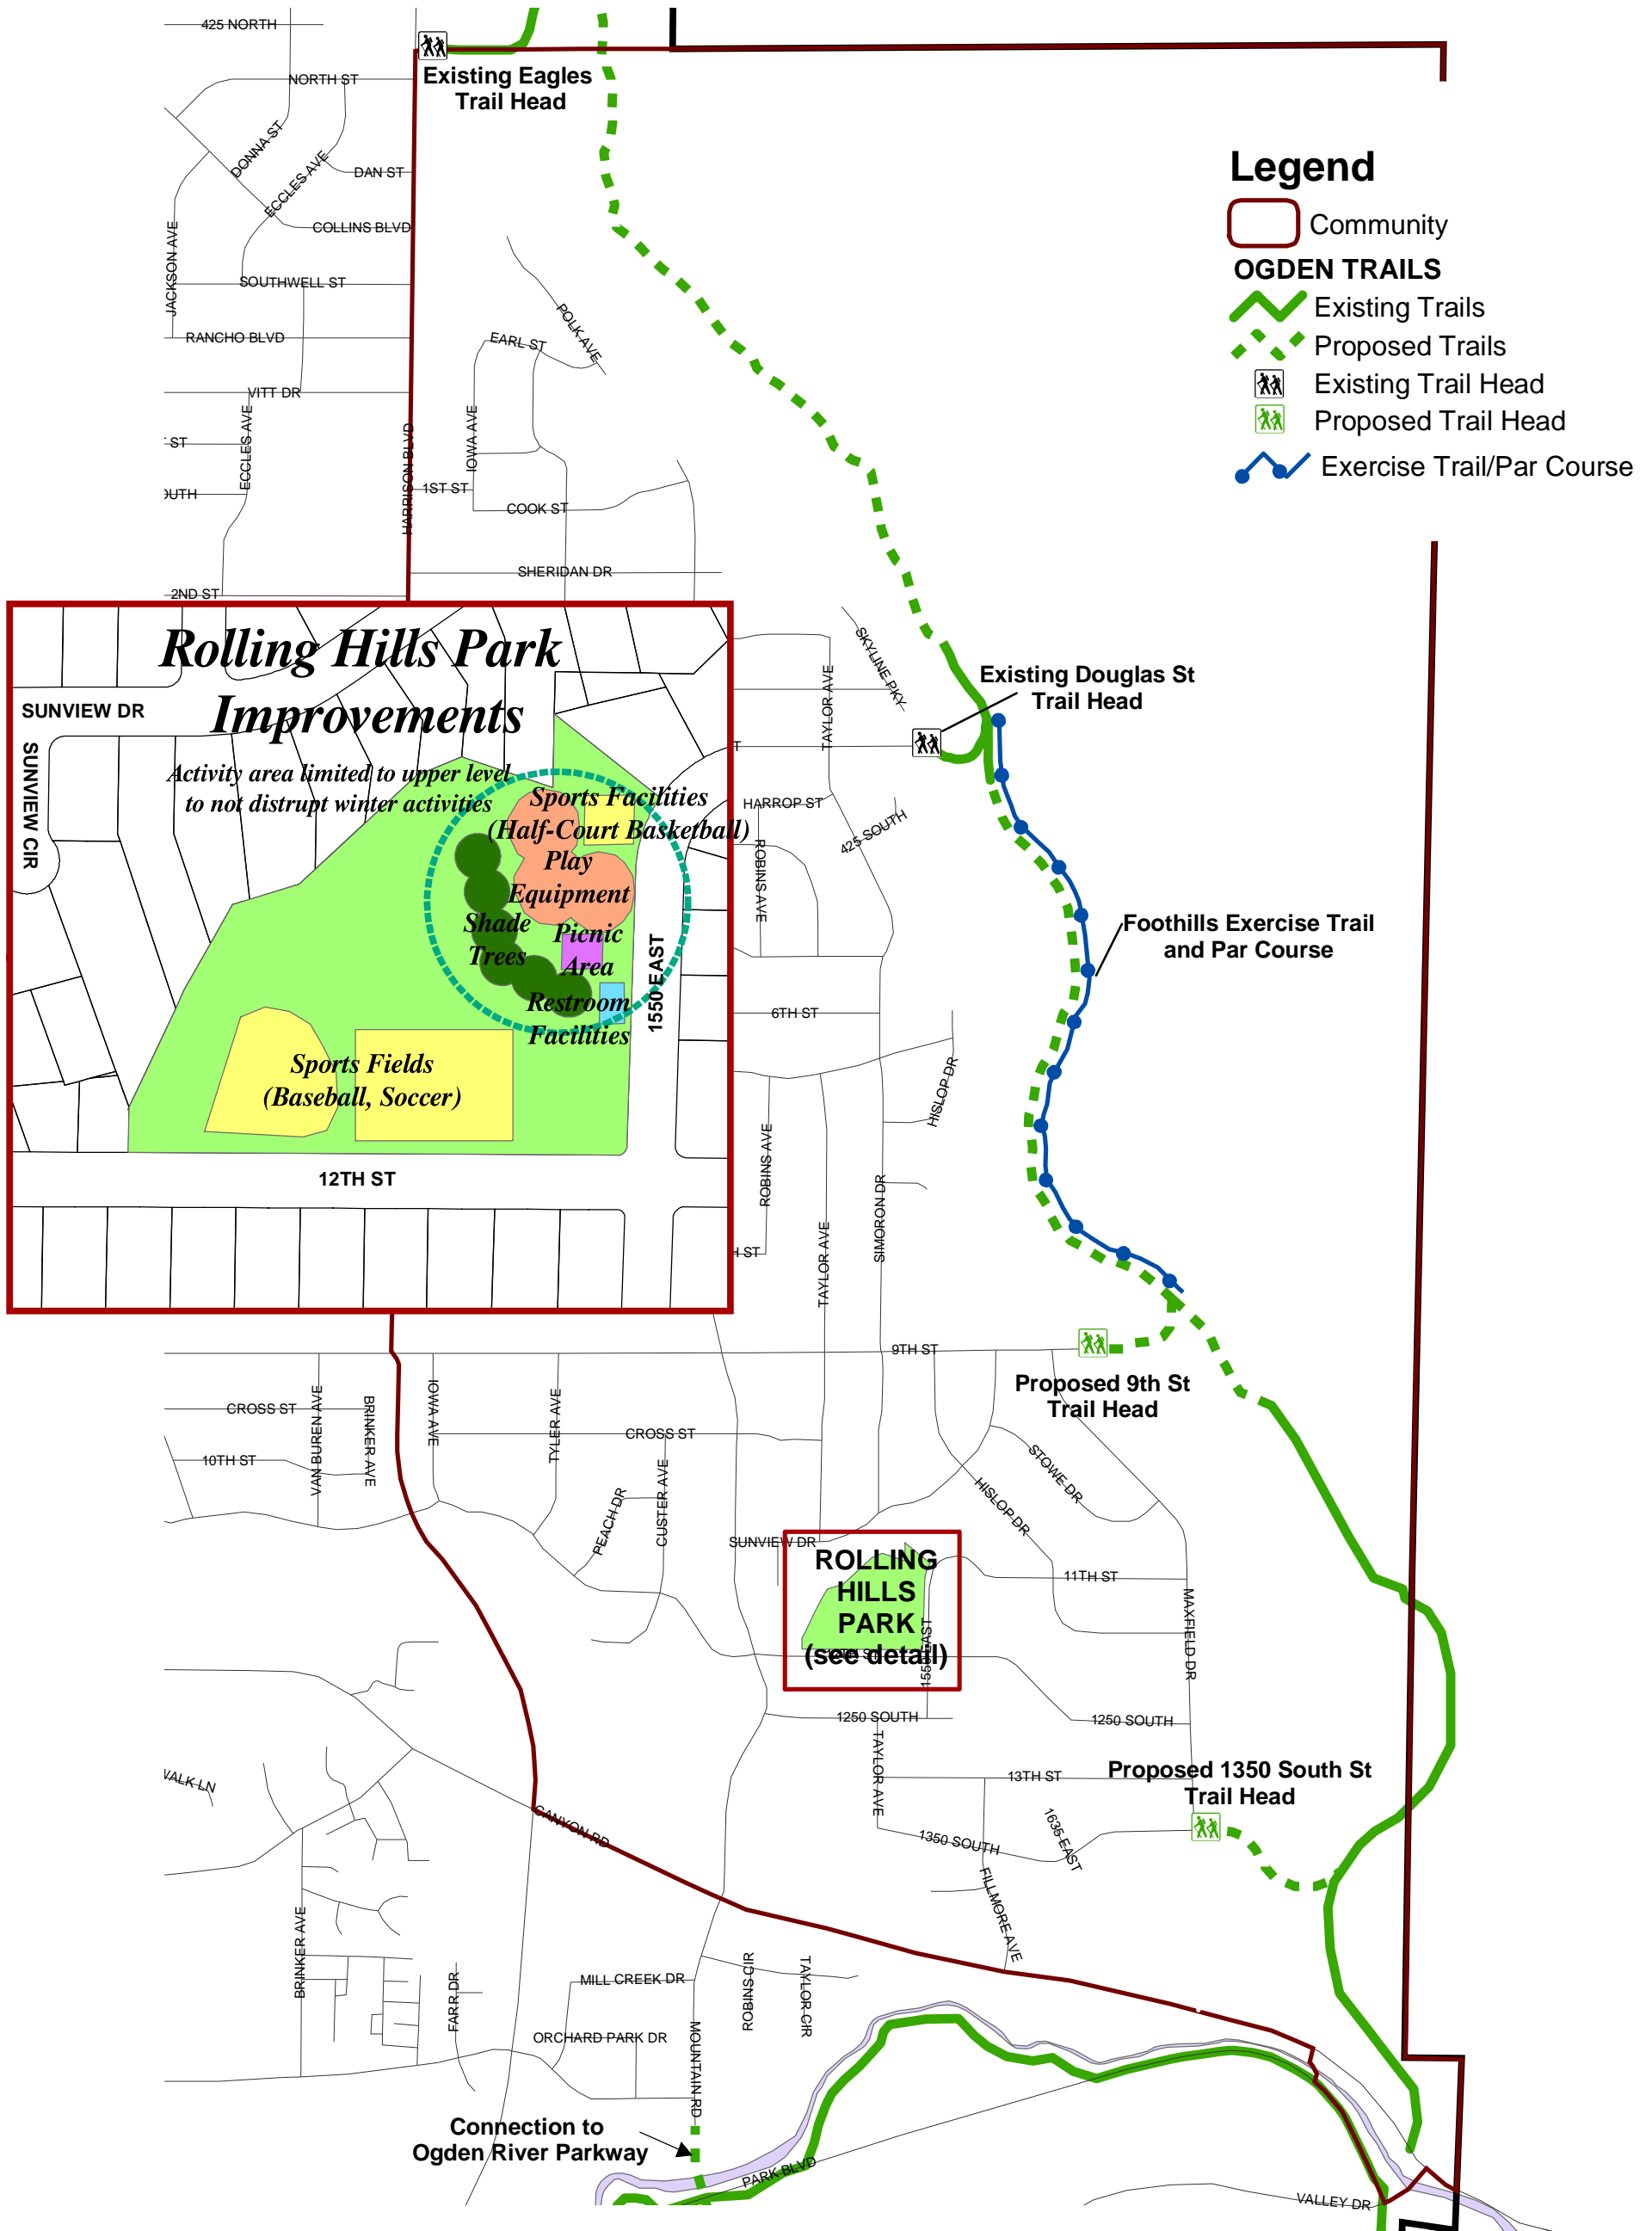 425 NORTH
NORTH ST
DONNA ST
ECCLES AVE
DAN ST
COLLINS BLVD
JACKSON AVE
SOUTHWELL ST
RANCHO BLVD
VITT DR
ECCLES AVE
ST
2ND ST
HARRISON BLVD
Existing Eagles
Trail Head
POLK AVE
EARL ST
IOWA AVE
1ST ST
COOK ST
SHERIDAN DR
Legend
Community
OGDEN TRAILS
Existing Trails
Proposed Trails
Existing Trail Head
Proposed Trail Head
Exercise Trail/Par Course
Rolling Hills Park
Improvements
SUNVIEW DR
SUNVIEW CIR
Activity area limited to upper level
to not distrupt winter activities
Sports Facilities
(Half-Court Basketball)
Play
Equipment
Shade
Trees
Picnic
Area
Restroom
Facilities
1550 EAST
Sports Fields
(Baseball, Soccer)
12TH ST
SKYLINE PKY
TAYLOR AVE
Existing Douglas St
Trail Head
HARROP ST
425 SOUTH
ROBINS AVE
Foothills Exercise Trail
and Par Course
6TH ST
HISLOP DR
ROBINS AVE
SIMORON DR
TAYLOR AVE
H ST
9TH ST
Proposed 9th St
Trail Head
CROSS ST
VAN BUREN AVE
BRINKER AVE
IOWA AVE
TYLER AVE
CROSS ST
10TH ST
CUSTER AVE
PEACH DR
STOWE DR
HISLOP DR
SUNVIEW DR
ROLLING
HILLS
PARK
(see detail)
12TH ST
1550 EAST
11TH ST
MAXFIELD DR
1250 SOUTH
1250 SOUTH
TAYLOR AVE
13TH ST
Proposed 1350 South St
Trail Head
1350 SOUTH
1635 EAST
FILLMORE AVE
WALK LN
CANYON RD
BRINKER AVE
FARR DR
MILL CREEK DR
ROBINS CIR
TAYLOR CIR
ORCHARD PARK DR
MOUNTAIN RD
Connection to
Ogden River Parkway
PARK BLVD
VALLEY DR